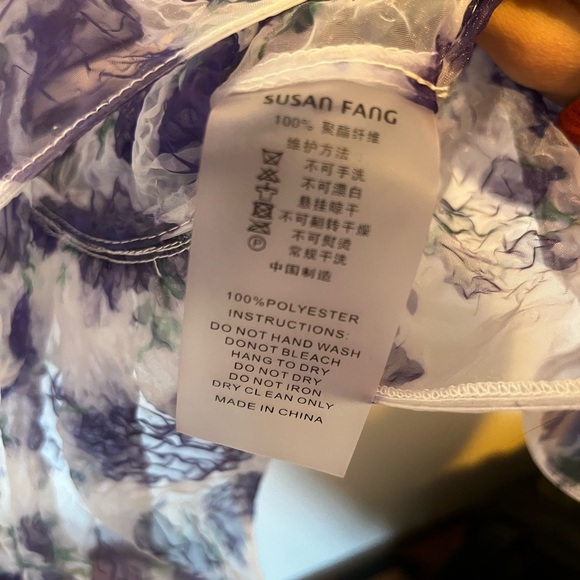 SUSAN FANG
100% 聚酯纤维
维护方法：
不可手洗
不可漂白
悬挂晾干
不可翻转干燥
不可熨烫
常规干洗
中国制造
P
100%POLYESTER
INSTRUCTIONS:
DO NOT HAND WASH
DONOT BLEACH
HANG TO DRY
DO NOT DRY
DO NOT IRON
DRY CLEAN ONLY
MADE IN CHINA